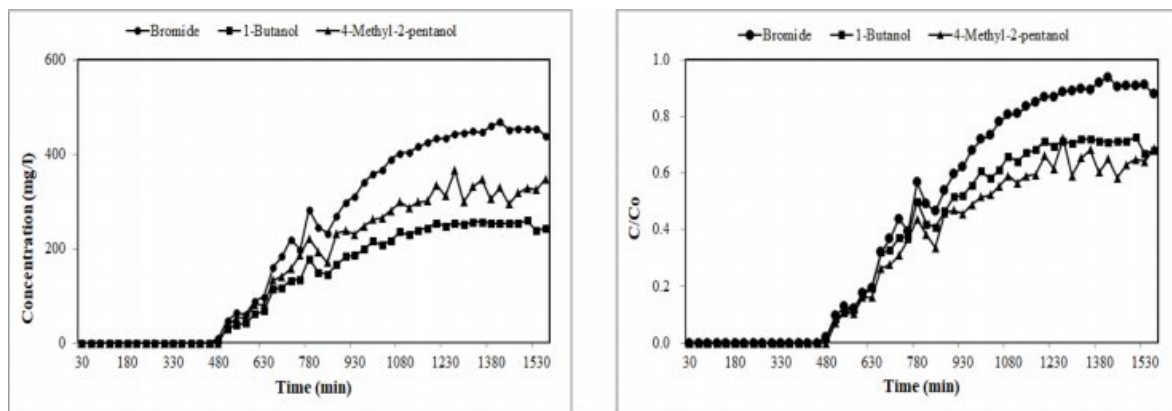 Bromide 1-Butanol 4-Methyl-2-pentanol
600
400
200
0
Concentration (mg/l)
30 180 330 480 630 780 930 1080 1230 1380 1530
Time (min)
Bromide 1-Butanol 4-Methyl-2-pentanol
1.0
0.8
0.6
0.4
0.2
0.0
C/Co
30 180 330 480 630 780 930 1080 1230 1380 1530
Time (min)